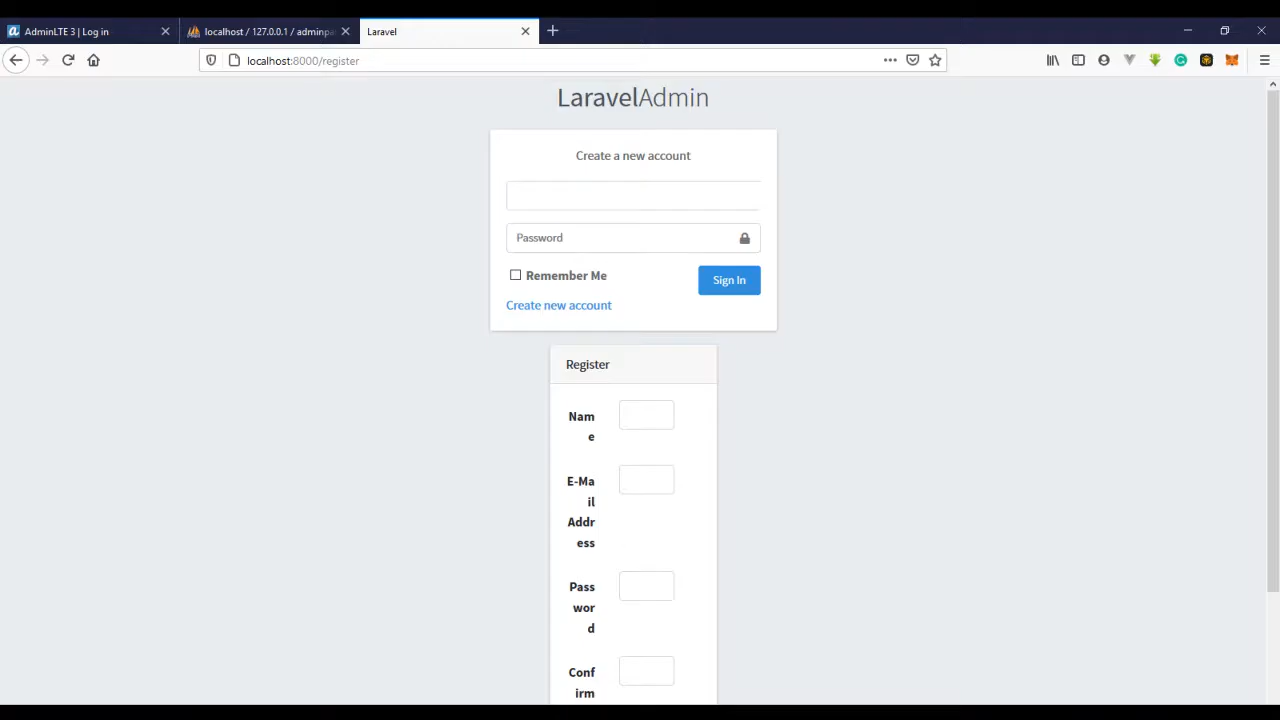 AdminLTE 3 | Log in
localhost / 127.0.0.1 / adminpa
Laravel
localhost:8000/register
LaravelAdmin
Create a new account
Password
Remember Me
Sign In
Create new account
Register
Nam
e
E-Ma
il
Addr
ess
Pass
wor
d
Conf
irm